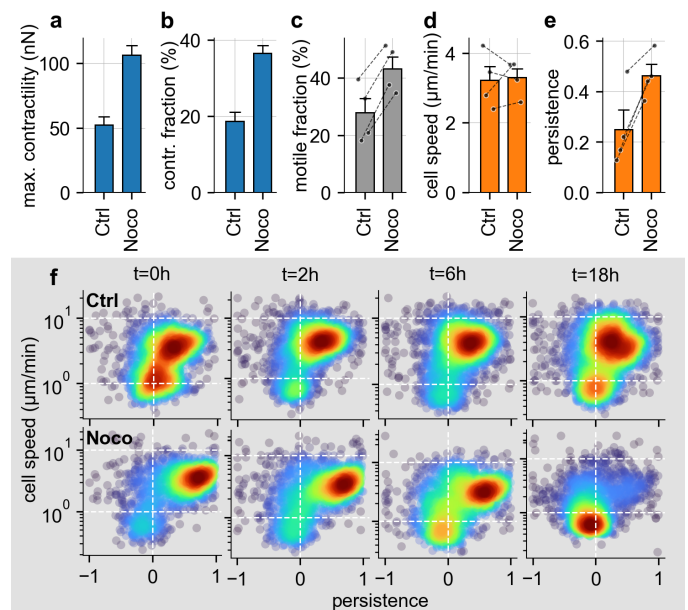 a
b
c
d
e
max. contractility (nN)
100
50
0
Ctrl
Noco
contr. fraction (%)
40
20
0
Ctrl
Noco
motile fraction (%)
40
20
0
Ctrl
Noco
cell speed (µm/min)
4
2
0
Ctrl
Noco
persistence
0.6
0.4
0.2
0.0
Ctrl
Noco
f
t=0h
t=2h
t=6h
t=18h
Ctrl
10¹
10⁰
Noco
10¹
10⁰
cell speed (µm/min)
−1 0 1
−1 0 1
−1 0 1
−1 0 1
persistence